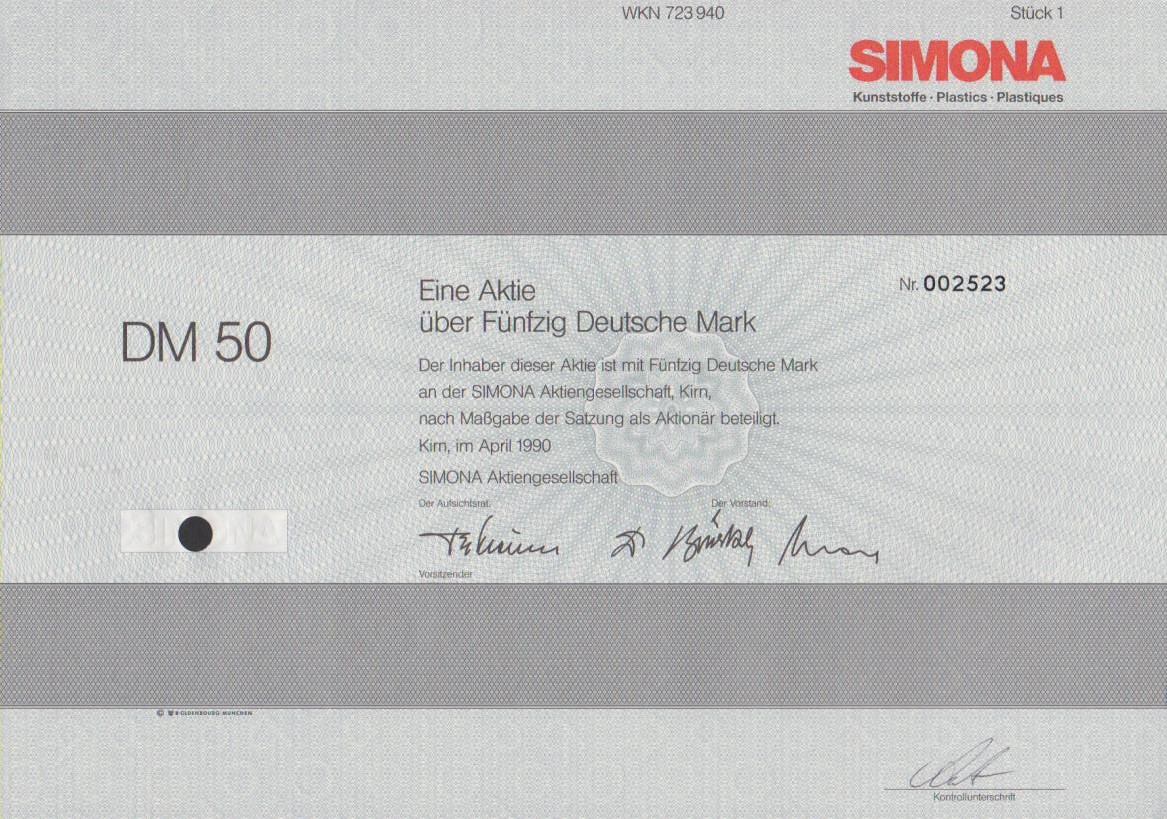 WKN 723 940
Stück 1
SIMONA
Kunststoffe · Plastics · Plastiques
Nr. 002523
DM 50
Eine Aktie
über Fünfzig Deutsche Mark
Der Inhaber dieser Aktie ist mit Fünfzig Deutsche Mark
an der SIMONA Aktiengesellschaft, Kirn,
nach Maßgabe der Satzung als Aktionär beteiligt.
Kirn, im April 1990
SIMONA Aktiengesellschaft
Der Aufsichtsrat:
Der Vorstand:
Vorsitzender
© R·OLDENBOURG MÜNCHEN
Kontrollunterschrift